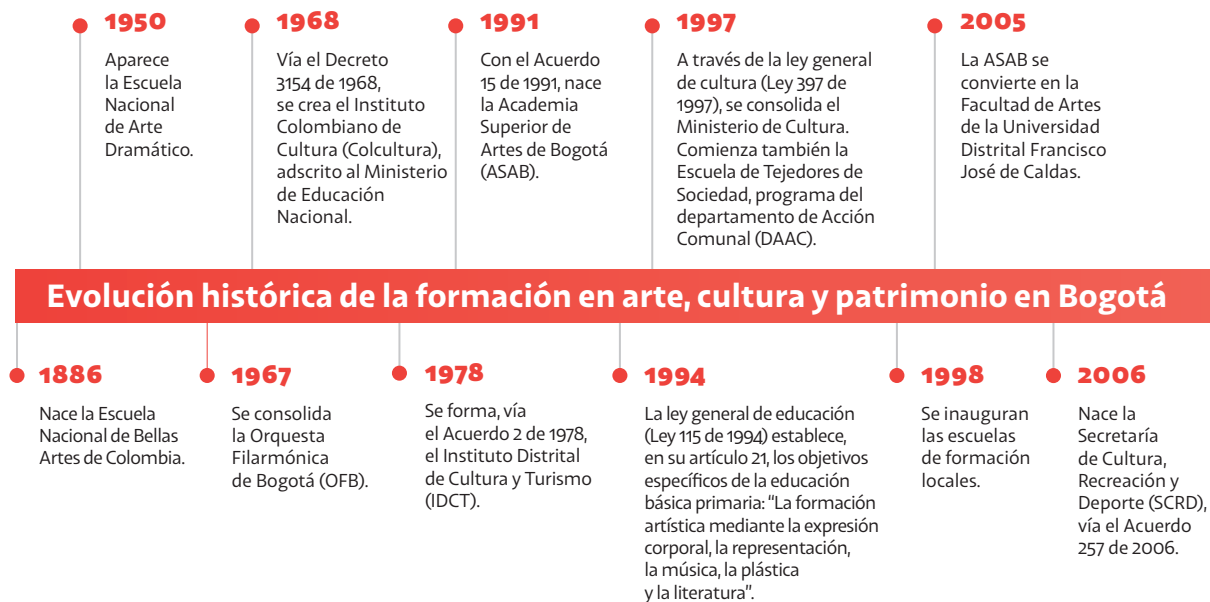 1950
Aparece
la Escuela
Nacional
de Arte
Dramático.
1968
Vía el Decreto
3154 de 1968,
se crea el Instituto
Colombiano de
Cultura (Colcultura),
adscrito al Ministerio
de Educación
Nacional.
1991
Con el Acuerdo
15 de 1991, nace
la Academia
Superior de
Artes de Bogotá
(ASAB).
1997
A través de la ley general
de cultura (Ley 397 de
1997), se consolida el
Ministerio de Cultura.
Comienza también la
Escuela de Tejedores de
Sociedad, programa del
departamento de Acción
Comunal (DAAC).
2005
La ASAB se
convierte en la
Facultad de Artes
de la Universidad
Distrital Francisco
José de Caldas.
Evolución histórica de la formación en arte, cultura y patrimonio en Bogotá
1886
Nace la Escuela
Nacional de Bellas
Artes de Colombia.
1967
Se consolida
la Orquesta
Filarmónica
de Bogotá (OFB).
1978
Se forma, vía
el Acuerdo 2 de 1978,
el Instituto Distrital
de Cultura y Turismo
(IDCT).
1994
La ley general de educación
(Ley 115 de 1994) establece,
en su artículo 21, los objetivos
específicos de la educación
básica primaria: “La formación
artística mediante la expresión
corporal, la representación,
la música, la plástica
y la literatura”.
1998
Se inauguran
las escuelas
de formación
locales.
2006
Nace la
Secretaría
de Cultura,
Recreación y
Deporte (SCRD),
vía el Acuerdo
257 de 2006.